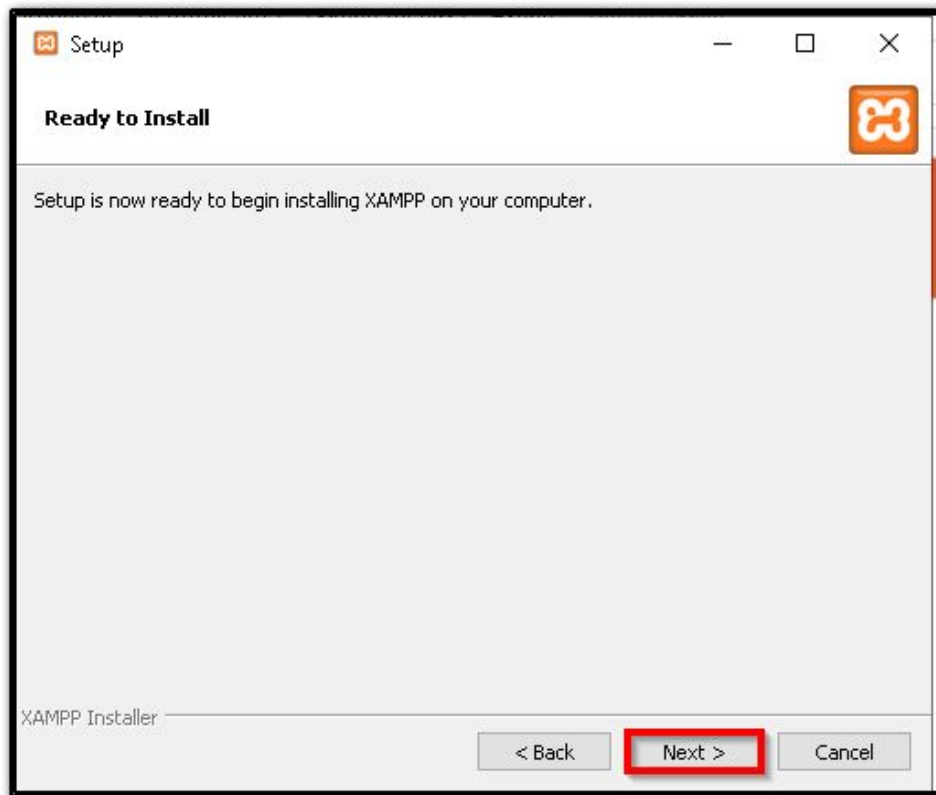 Setup
Ready to Install
Setup is now ready to begin installing XAMPP on your computer.
XAMPP Installer
< Back
Next >
Cancel